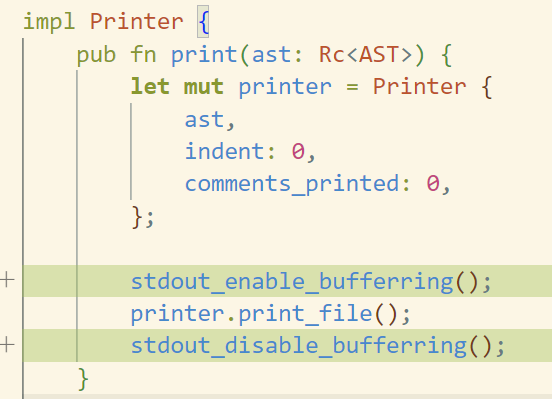 impl Printer {
    pub fn print(ast: Rc<AST>) {
        let mut printer = Printer {
            ast,
            indent: 0,
            comments_printed: 0,
        };

+       stdout_enable_bufferring();
        printer.print_file();
+       stdout_disable_bufferring();
    }